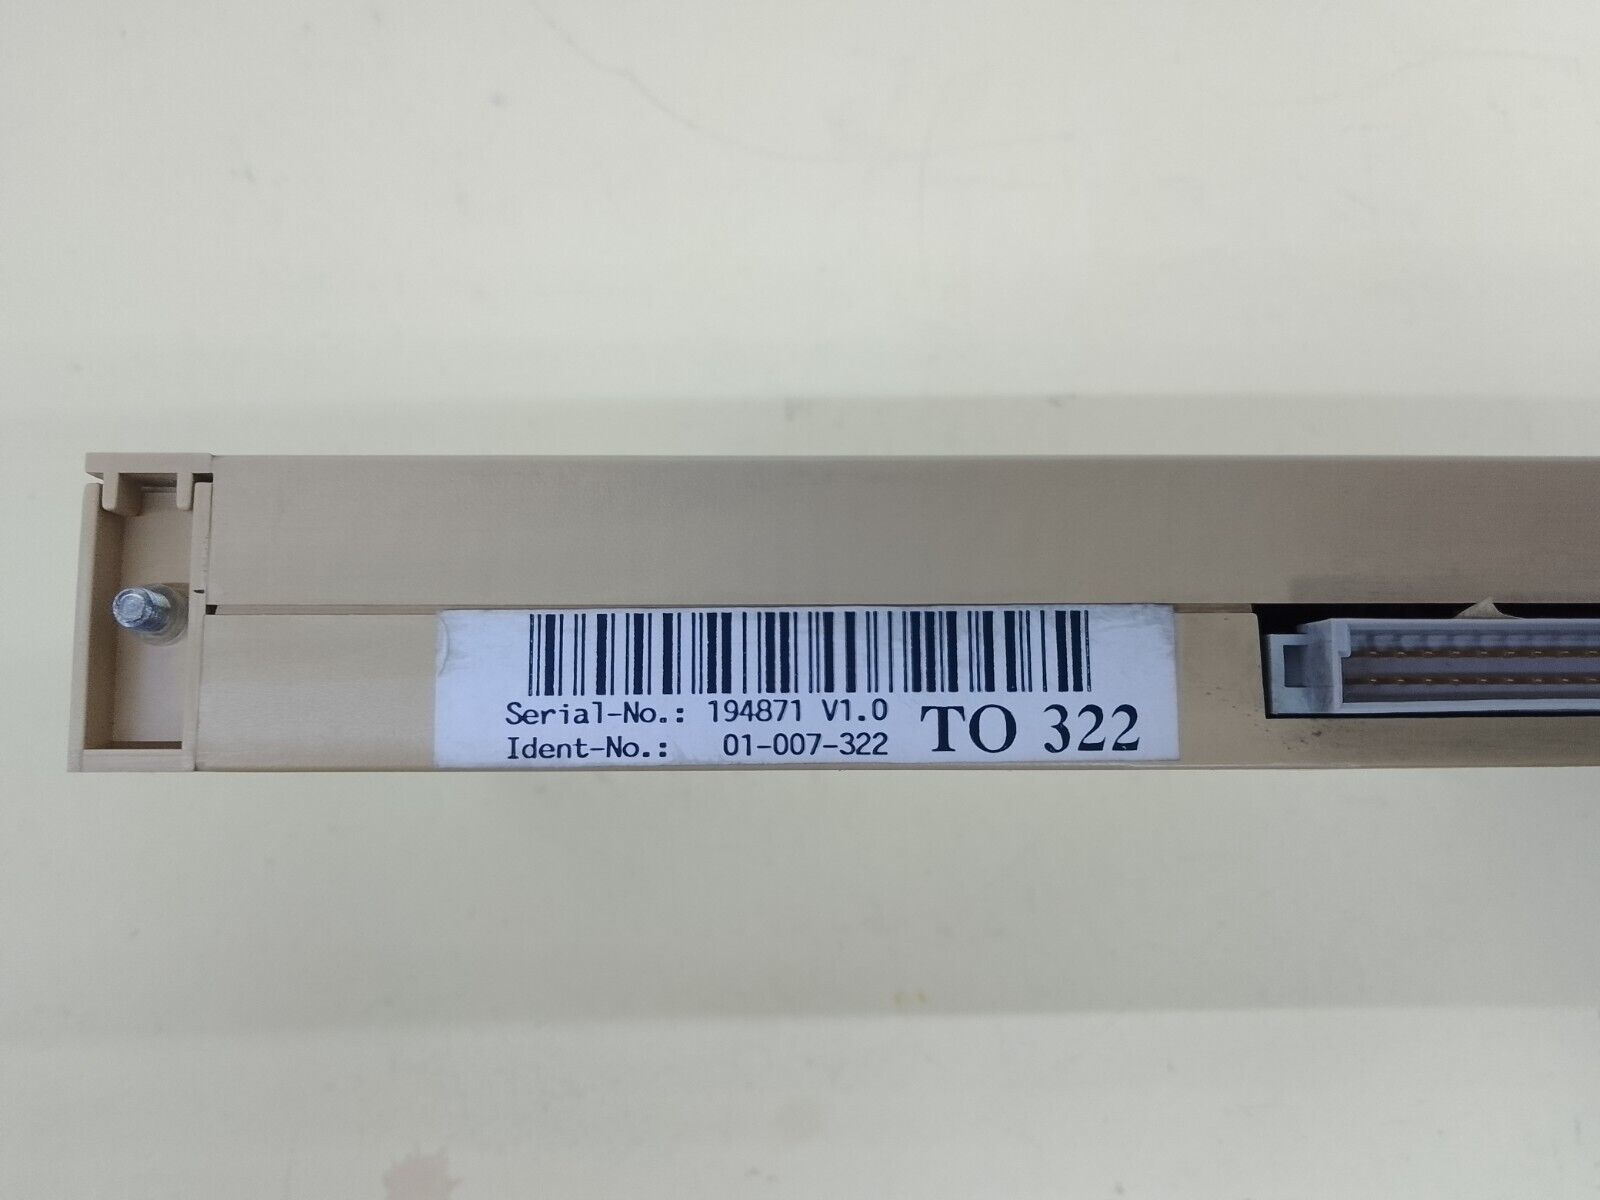 Serial-No.: 194871 V1.0
Ident-No.: 01-007-322
TO 322